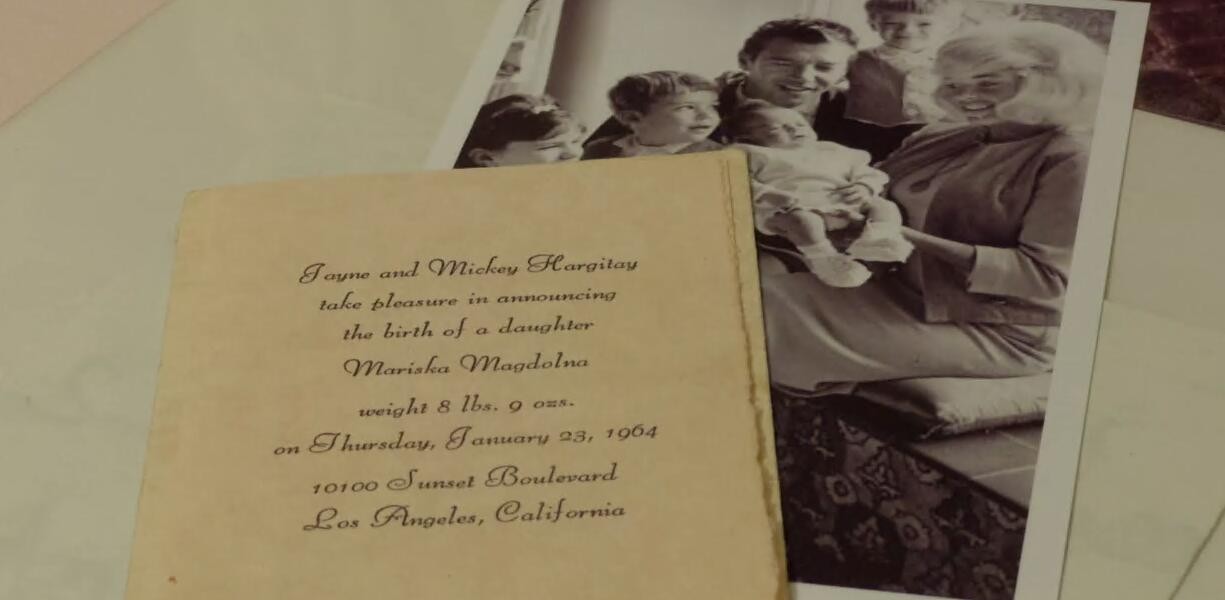 Jayne and Mickey Hargitay
take pleasure in announcing
the birth of a daughter
Mariska Magdolna
weight 8 lbs. 9 ozs.
on Thursday, January 23, 1964
10100 Sunset Boulevard
Los Angeles, California